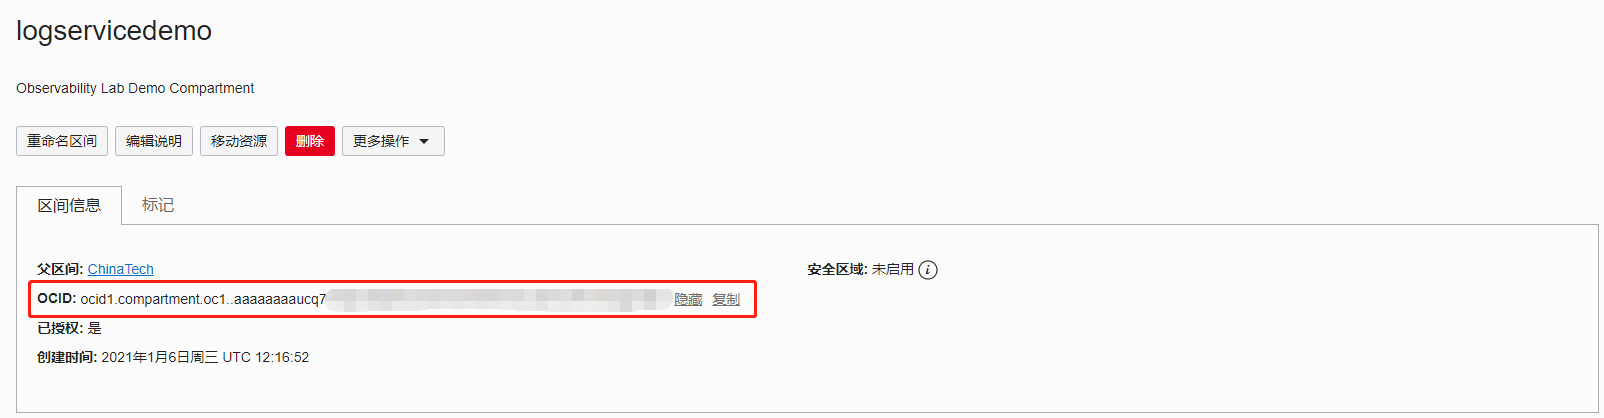 logservicedemo
Observability Lab Demo Compartment
重命名区间 编辑说明 移动资源 删除 更多操作
区间信息 标记
父区间: ChinaTech 安全区域: 未启用 i
OCID: ocid1.compartment.oc1..aaaaaaaaucq7 隐藏 复制
已授权: 是
创建时间: 2021年1月6日周三 UTC 12:16:52